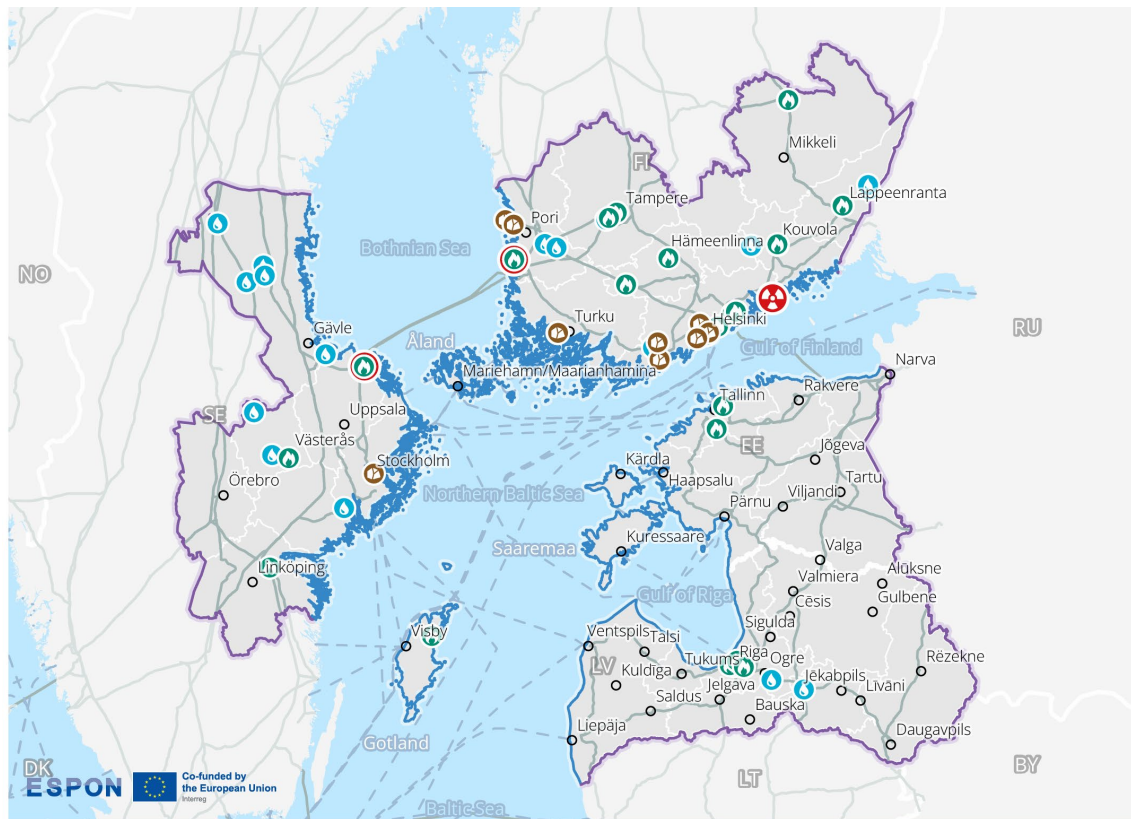 Mikkeli
FI
Lappeenranta
Tampere
Pori
Hämeenlinna
Kouvola
Bothnian Sea
NO
Turku
Helsinki
Gävle
Åland
Gulf of Finland
RU
Mariehamn/Maarianhamina
Narva
Tallinn
Rakvere
Uppsala
SE
Västerås
EE
Jõgeva
Stockholm
Kärdla
Haapsalu
Tartu
Örebro
Northern Baltic Sea
Viljandi
Pärnu
Kuressaare
Saaremaa
Valga
Linköping
Alūksne
Valmiera
Gulbene
Gulf of Riga
Cēsis
Sigulda
Visby
Ventspils
Talsi
Rīga
Ogre
Tukums
Rēzekne
LV
Kuldīga
Jēkabpils
Līvāni
Jelgava
Saldus
Bauska
Liepāja
Daugavpils
Gotland
DK
LT
BY
ESPON
Co-funded by
the European Union
Interreg
Baltic Sea